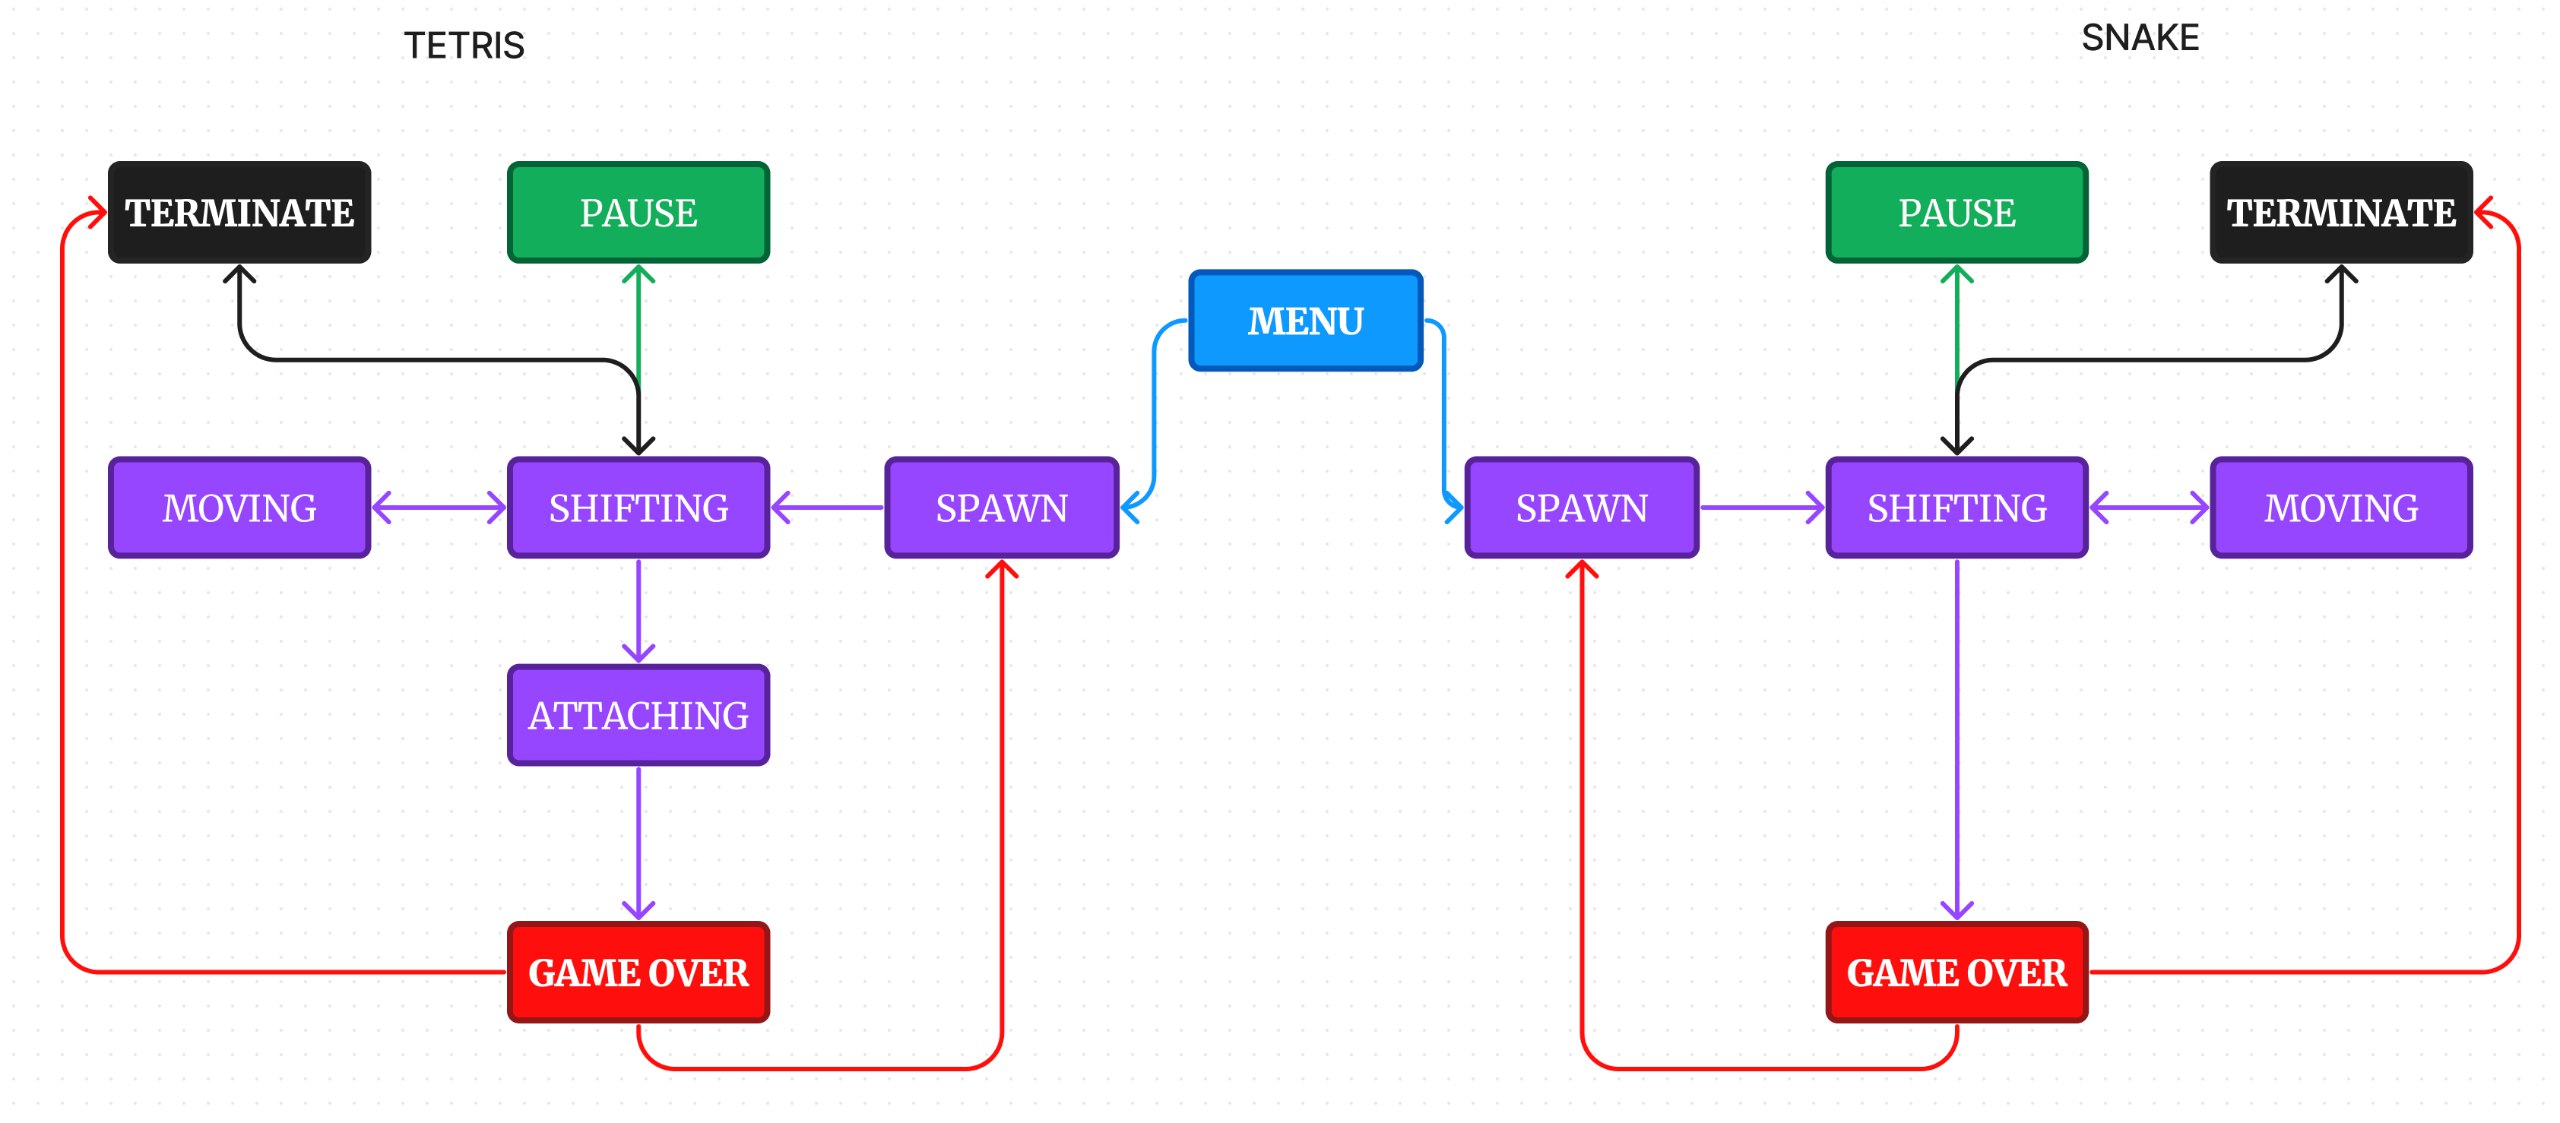 TETRIS
SNAKE
TERMINATE
PAUSE
PAUSE
TERMINATE
MENU
MOVING
SHIFTING
SPAWN
SPAWN
SHIFTING
MOVING
ATTACHING
GAME OVER
GAME OVER